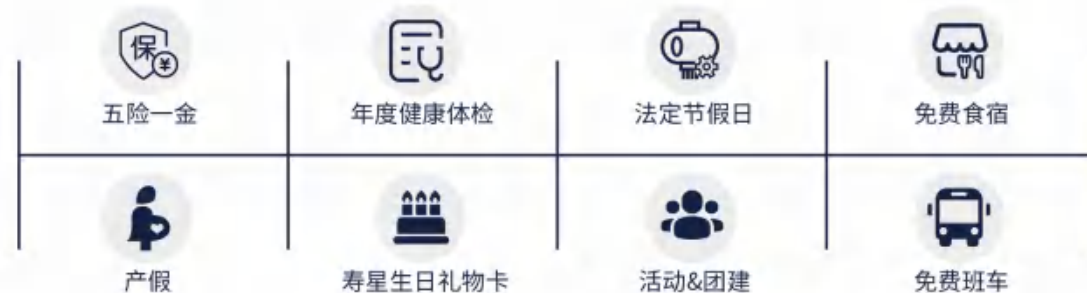 保
¥
五险一金
年度健康体检
法定节假日
免费食宿
产假
寿星生日礼物卡
活动&团建
免费班车